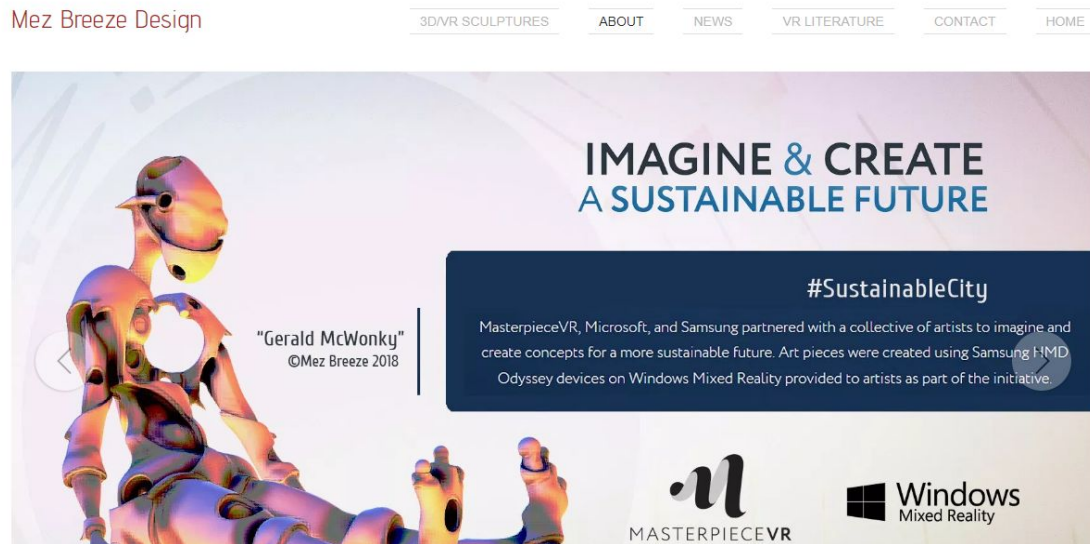 Mez Breeze Design
3D/VR SCULPTURES
ABOUT
NEWS
VR LITERATURE
CONTACT
HOME
IMAGINE & CREATE
A SUSTAINABLE FUTURE
#SustainableCity
"Gerald McWonky"
©Mez Breeze 2018
MasterpieceVR, Microsoft, and Samsung partnered with a collective of artists to imagine and
create concepts for a more sustainable future. Art pieces were created using Samsung HMD
Odyssey devices on Windows Mixed Reality provided to artists as part of the initiative.
MASTERPIECEVR
Windows
Mixed Reality